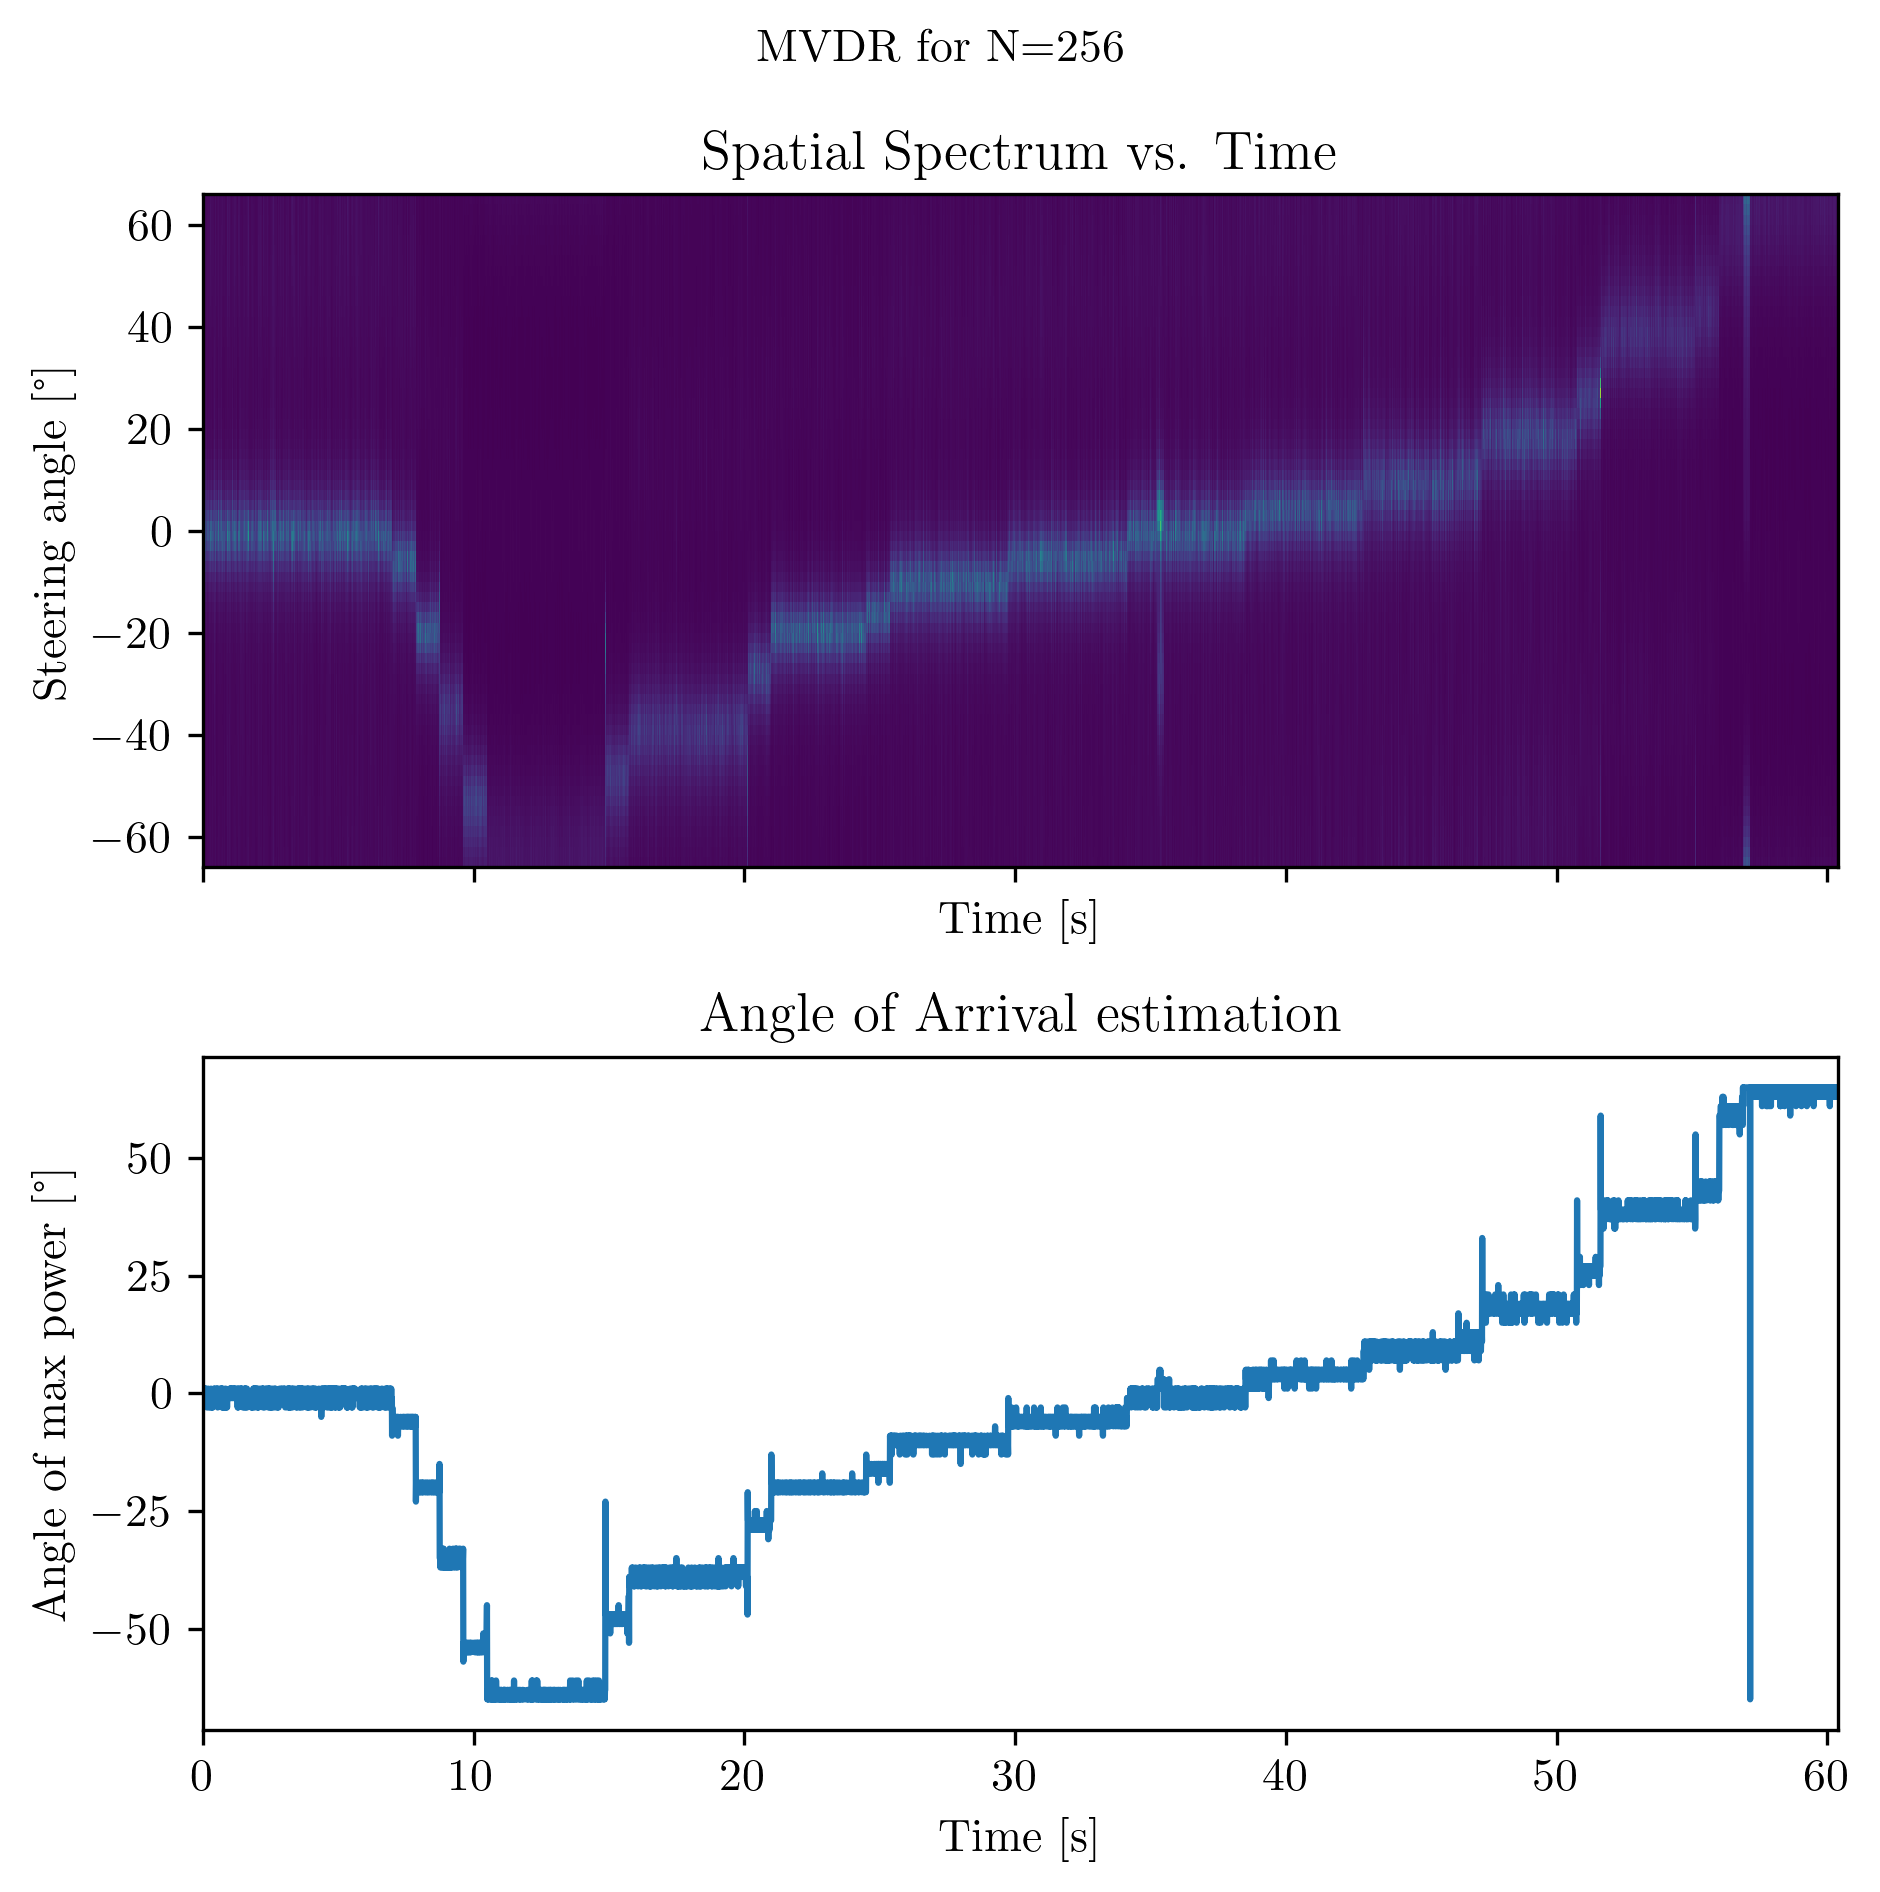 MVDR for N=256
Spatial Spectrum vs. Time
Steering angle [°]
60
40
20
0
−20
−40
−60
Time [s]
Angle of Arrival estimation
Angle of max power [°]
50
25
0
−25
−50
0 10 20 30 40 50 60
Time [s]